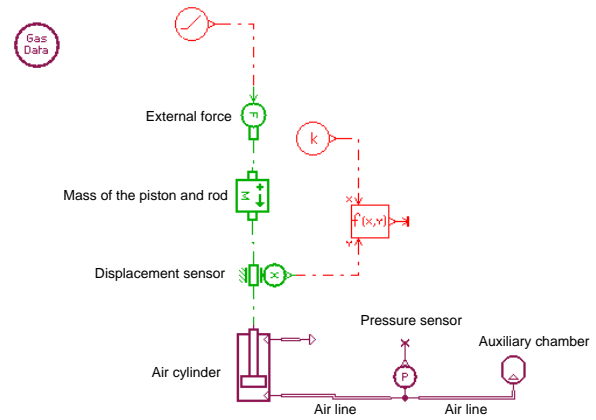 Gas
Data
External force
F
k
Mass of the piston and rod
M
x
f(x,y)
y
Displacement sensor
x
Pressure sensor
Auxiliary chamber
Air cylinder
P
Air line
Air line